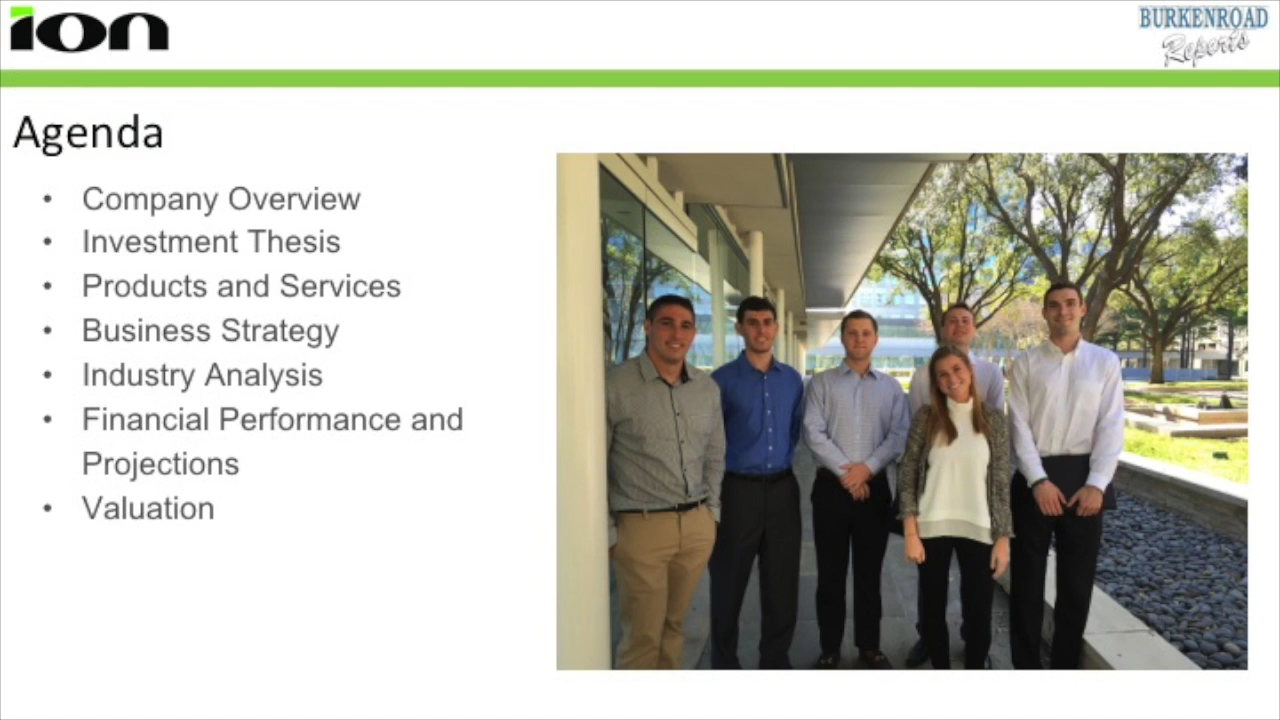 ion
BURKENROAD
Reports
Agenda
• Company Overview
• Investment Thesis
• Products and Services
• Business Strategy
• Industry Analysis
• Financial Performance and
Projections
• Valuation